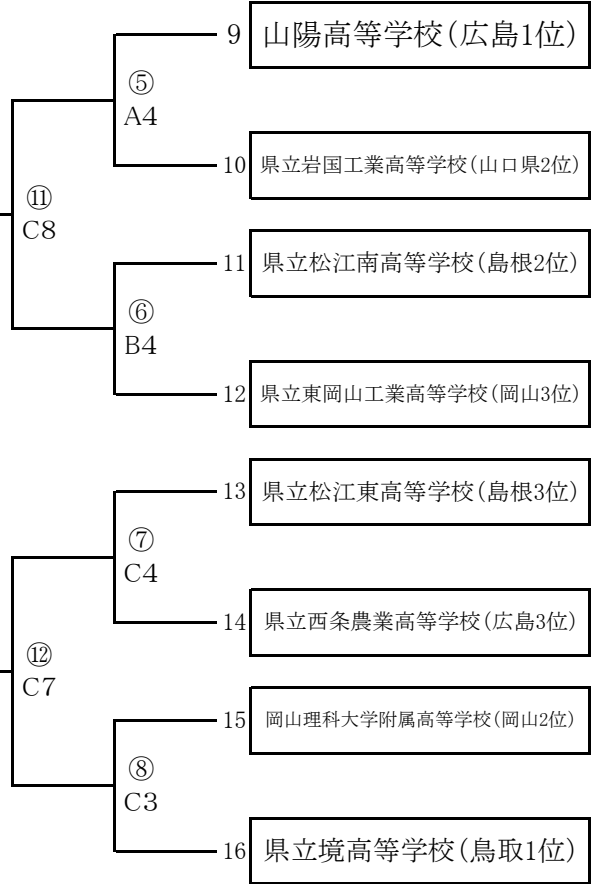 9 山陽高等学校(広島1位)
⑤
A4
10 県立岩国工業高等学校(山口県2位)
⑪
C8
11 県立松江南高等学校(島根2位)
⑥
B4
12 県立東岡山工業高等学校(岡山3位)
13 県立松江東高等学校(島根3位)
⑦
C4
14 県立西条農業高等学校(広島3位)
⑫
C7
15 岡山理科大学附属高等学校(岡山2位)
⑧
C3
16 県立境高等学校(鳥取1位)